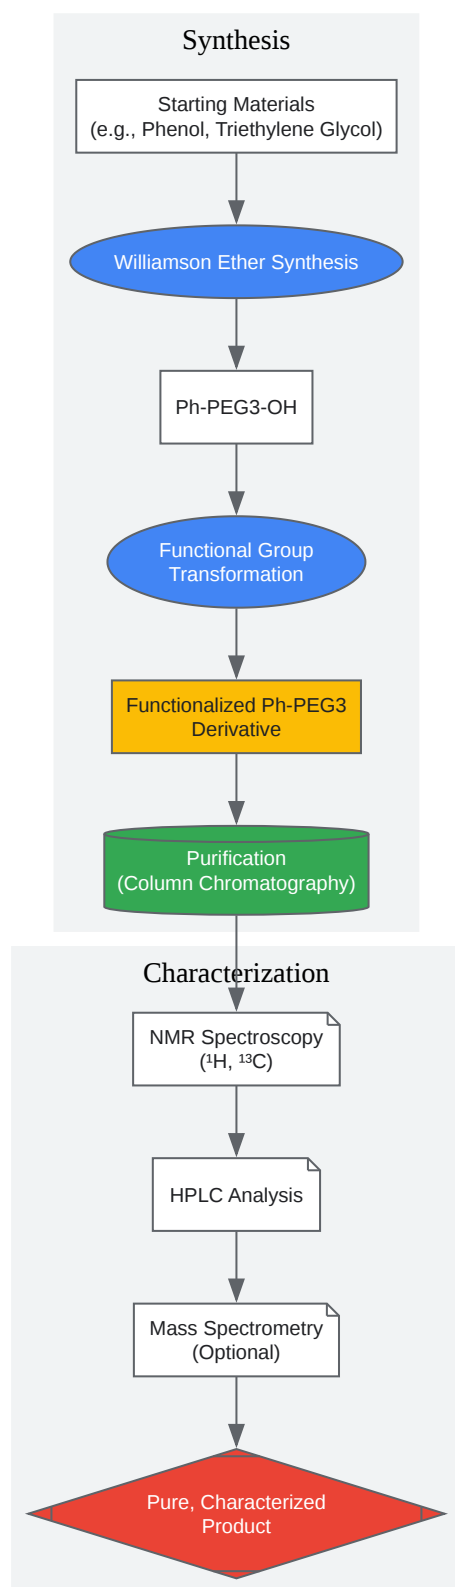 Synthesis
Starting Materials
(e.g., Phenol, Triethylene Glycol)
Williamson Ether Synthesis
Ph-PEG3-OH
Functional Group
Transformation
Functionalized Ph-PEG3
Derivative
Purification
(Column Chromatography)
Characterization
NMR Spectroscopy
(¹H, ¹³C)
HPLC Analysis
Mass Spectrometry
(Optional)
Pure, Characterized
Product